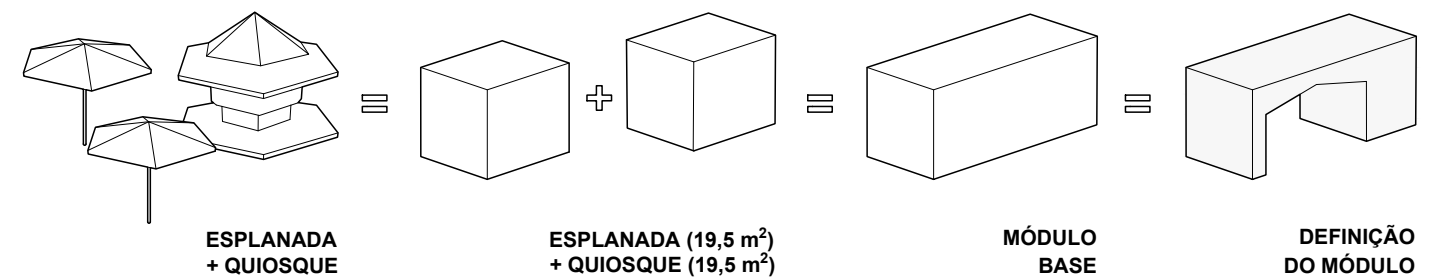 ESPLANADA
+ QUIOSQUE
ESPLANADA (19,5 m²)
+ QUIOSQUE (19,5 m²)
MÓDULO
BASE
DEFINIÇÃO
DO MÓDULO